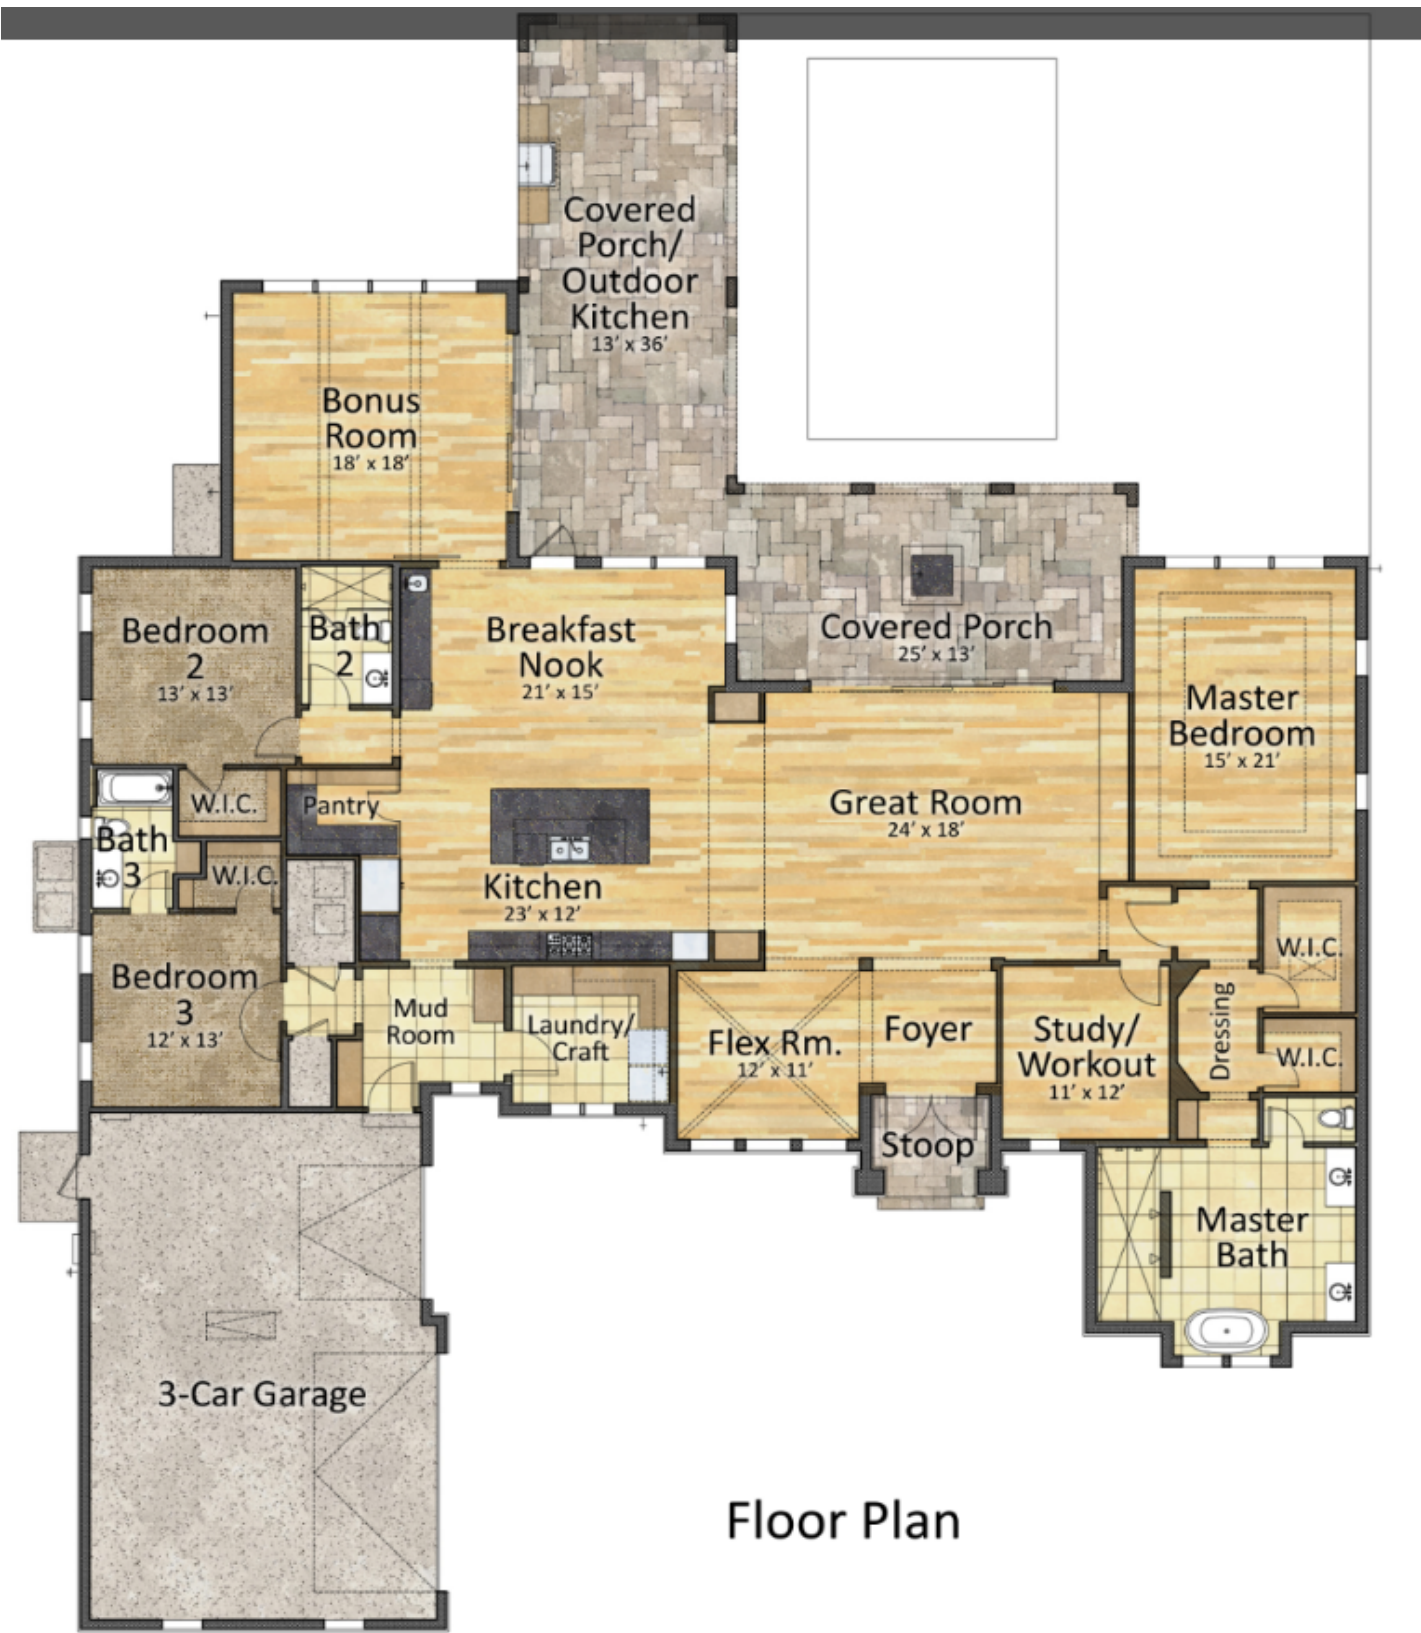 Covered
Porch/
Outdoor
Kitchen
13' x 36'
Bonus
Room
18' x 18'
Bedroom
2
13' x 13'
Bath
2
Breakfast
Nook
21' x 15'
Covered Porch
25' x 13'
Master
Bedroom
15' x 21'
W.I.C.
Pantry
Great Room
24' x 18'
Bath
3
W.I.C.
Kitchen
23' x 12'
W.I.C.
Bedroom
3
12' x 13'
Mud
Room
Laundry/
Craft
Flex Rm.
12' x 11'
Foyer
Study/
Workout
11' x 12'
Dressing
W.I.C.
Stoop
Master
Bath
3-Car Garage
Floor Plan